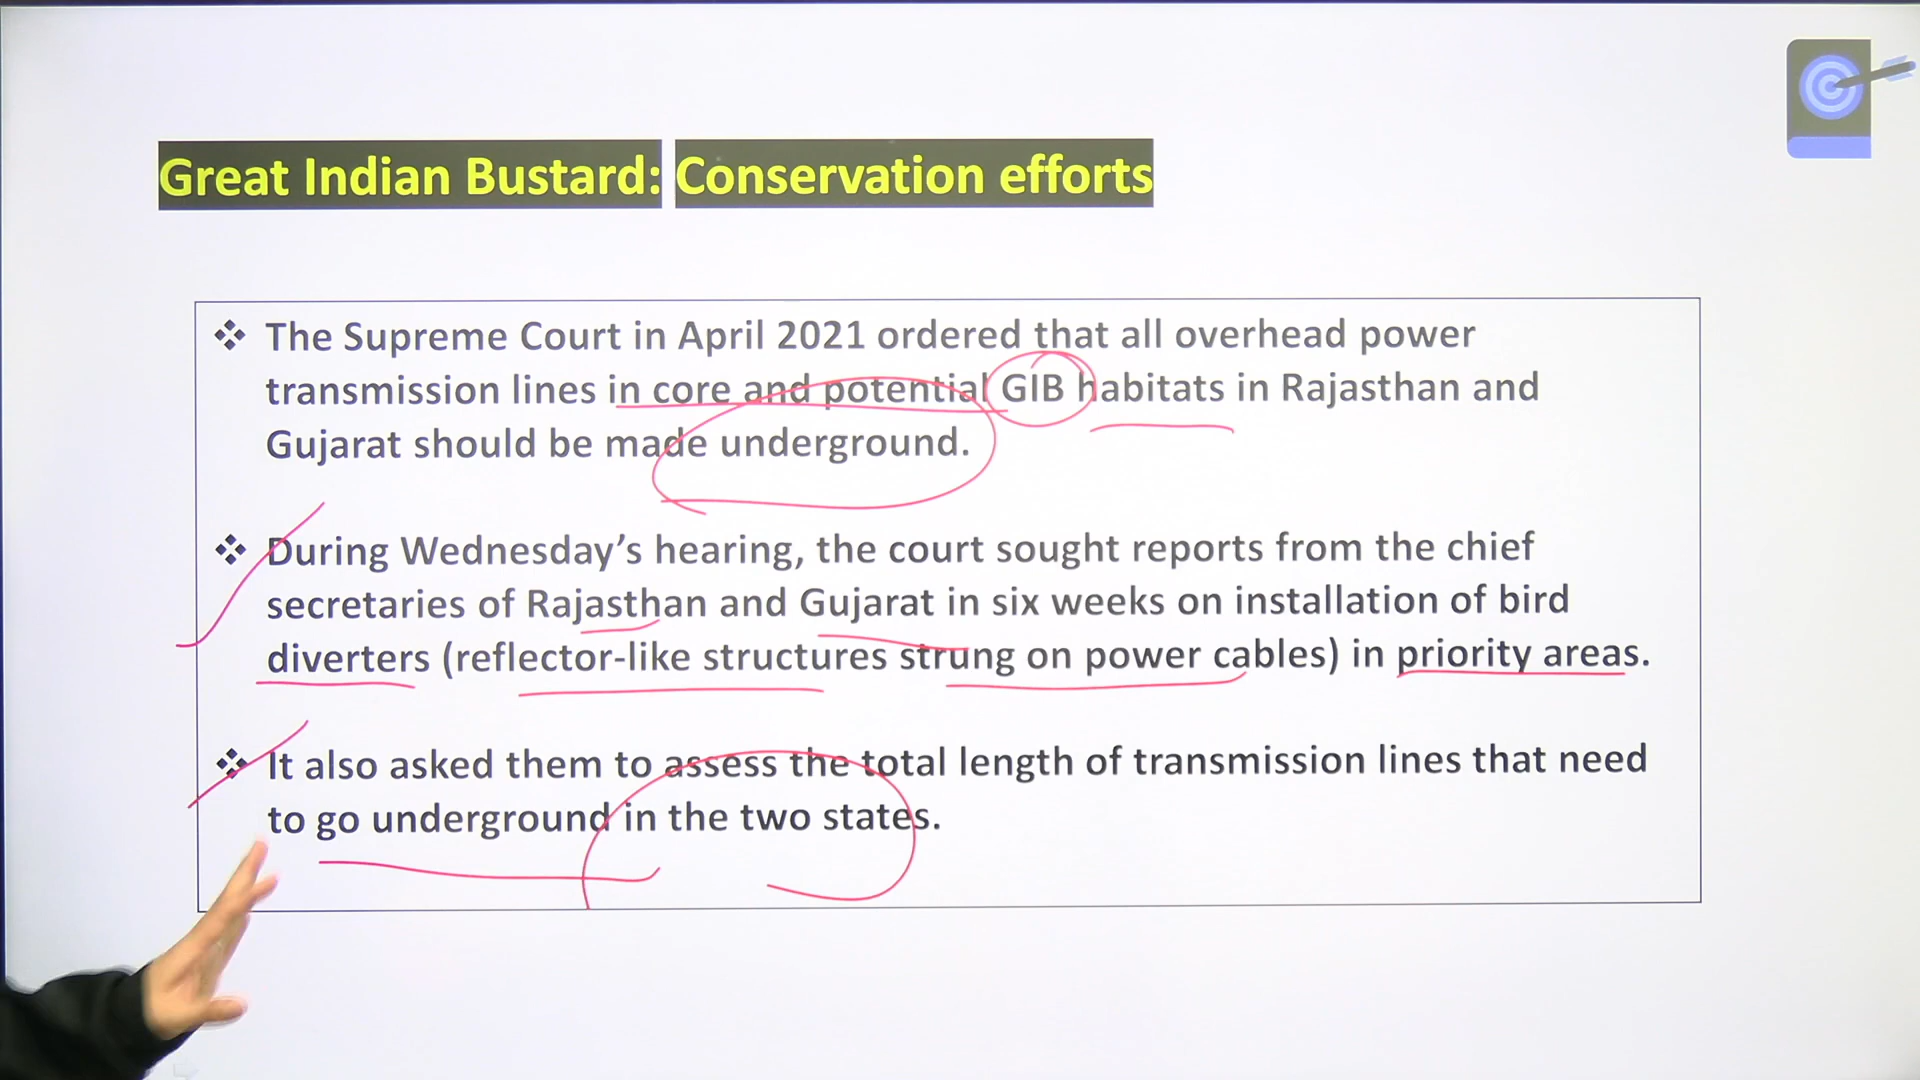 Great Indian Bustard: Conservation efforts
❖ The Supreme Court in April 2021 ordered that all overhead power
transmission lines in core and potential GIB habitats in Rajasthan and
Gujarat should be made underground.
❖ During Wednesday’s hearing, the court sought reports from the chief
secretaries of Rajasthan and Gujarat in six weeks on installation of bird
diverters (reflector-like structures strung on power cables) in priority areas.
❖ It also asked them to assess the total length of transmission lines that need
to go underground in the two states.